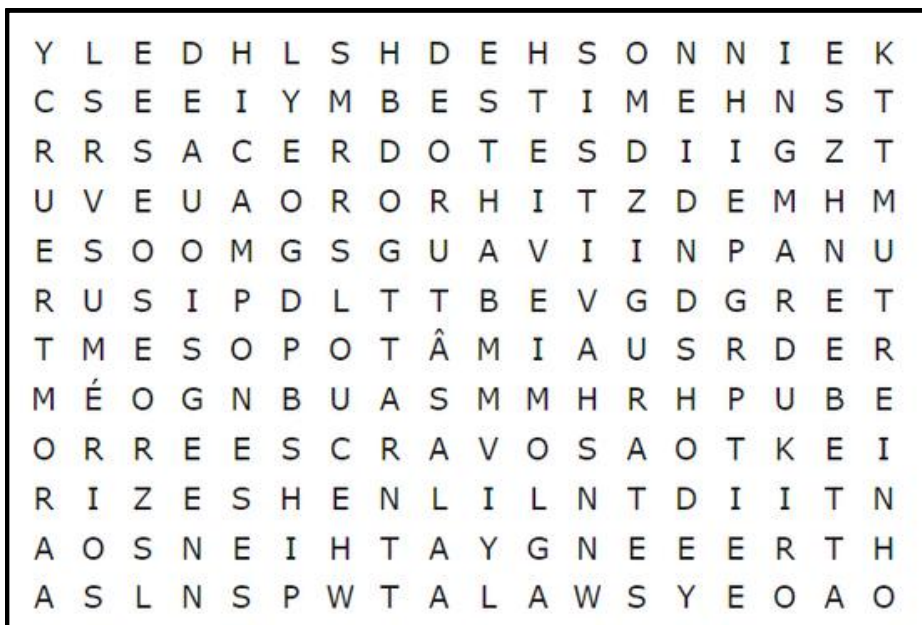 Y L E D H L S H D E H S O N N I E K
C S E E I Y M B E S T I M E H N S T
R R S A C E R D O T E S D I I G Z T
U V E U A O R O R H I T Z D E M H M
E S O O M G S G U A V I I N P A N U
R U S I P D L T T B E V G D G R E T
T M E S O P O T Â M I A U S R D E R
M É O G N B U A S M M H R H P U B E
O R R E E S C R A V O S A O T K E I
R I Z E S H E N L I L N T D I I T N
A O S N E I H T A Y G N E E E R T H
A S L N S P W T A L A W S Y E O A O